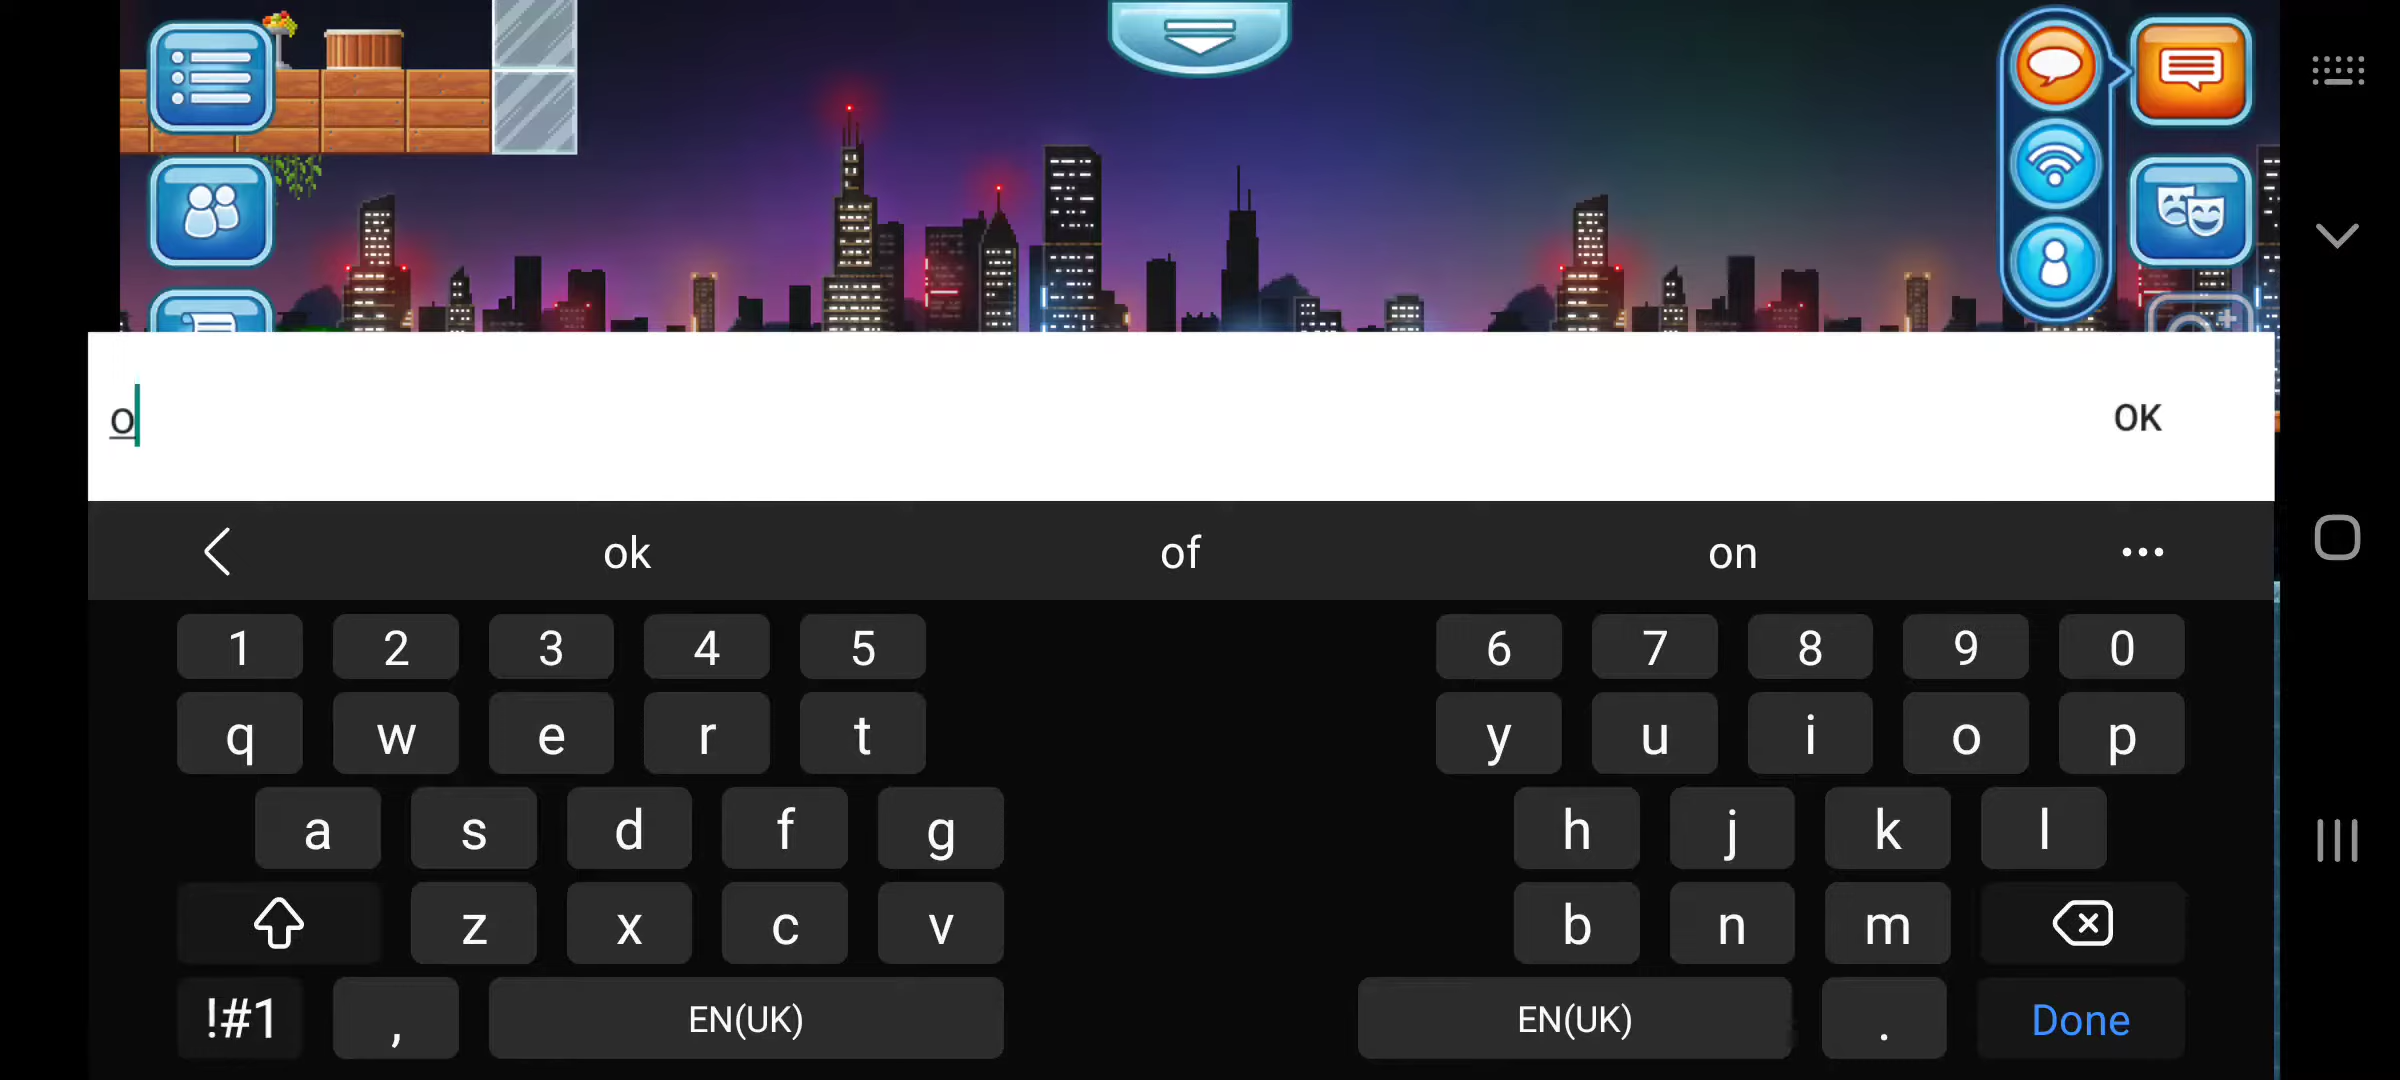 o
OK
ok of on
1 2 3 4 5 6 7 8 9 0
q w e r t y u i o p
a s d f g h j k l
z x c v b n m
!#1 , EN(UK) EN(UK) . Done